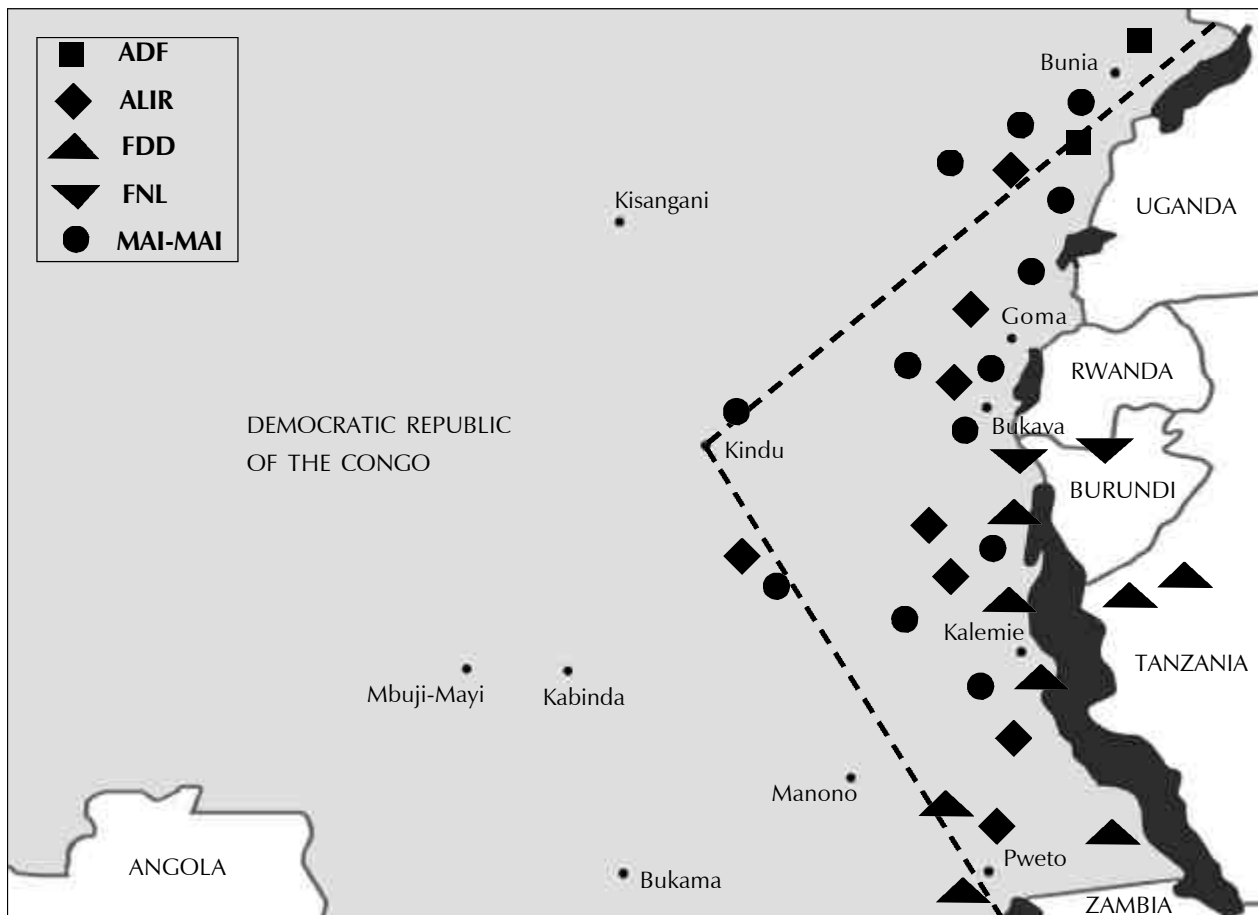 ADF
ALIR
FDD
FNL
MAI-MAI
Bunia
Kisangani
UGANDA
Goma
RWANDA
DEMOCRATIC REPUBLIC
OF THE CONGO
Bukava
Kindu
BURUNDI
Kalemie
TANZANIA
Mbuji-Mayi
Kabinda
Manono
ANGOLA
Pweto
Bukama
ZAMBIA